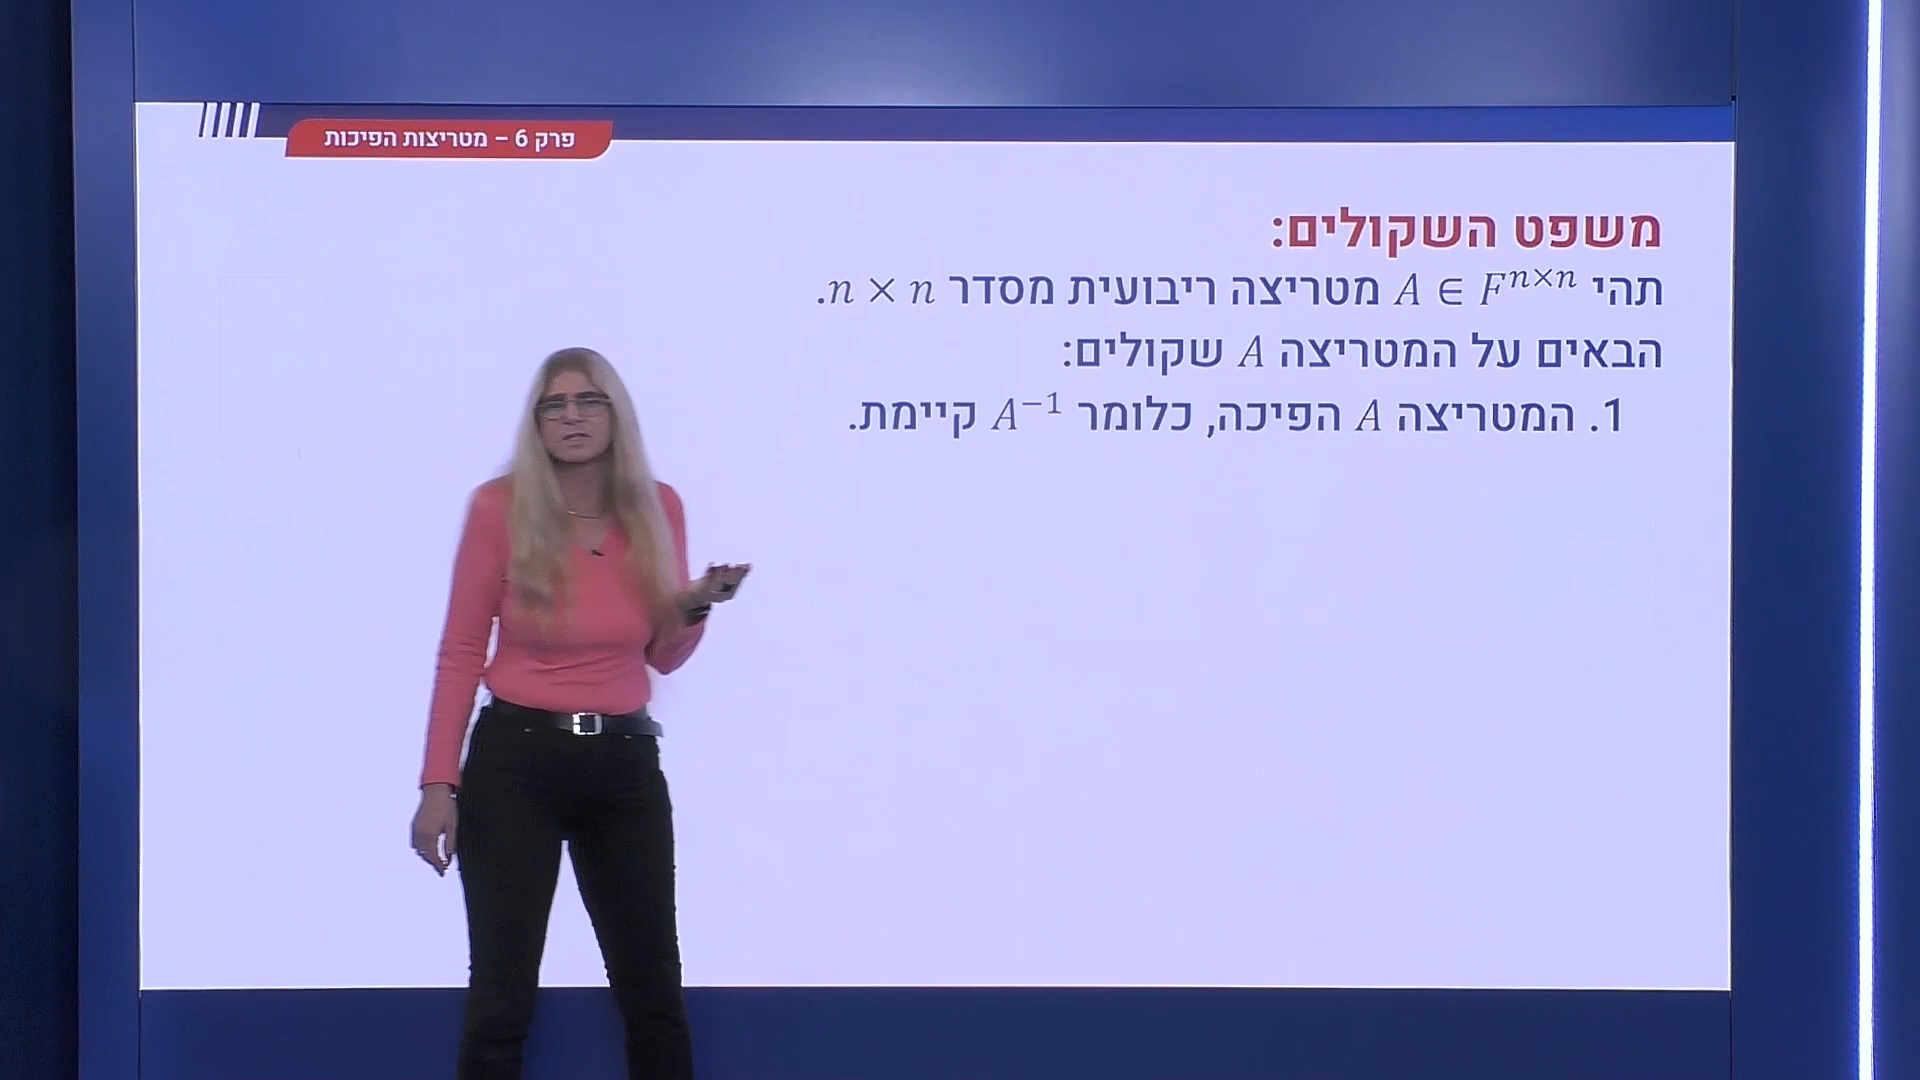 פרק 6 – מטריצות הפיכות
משפט השקולים:
תהי $A \in F^{n \times n}$ מטריצה ריבועית מסדר $n \times n$.
הבאים על המטריצה $A$ שקולים:
1. המטריצה $A$ הפיכה, כלומר $A^{-1}$ קיימת.